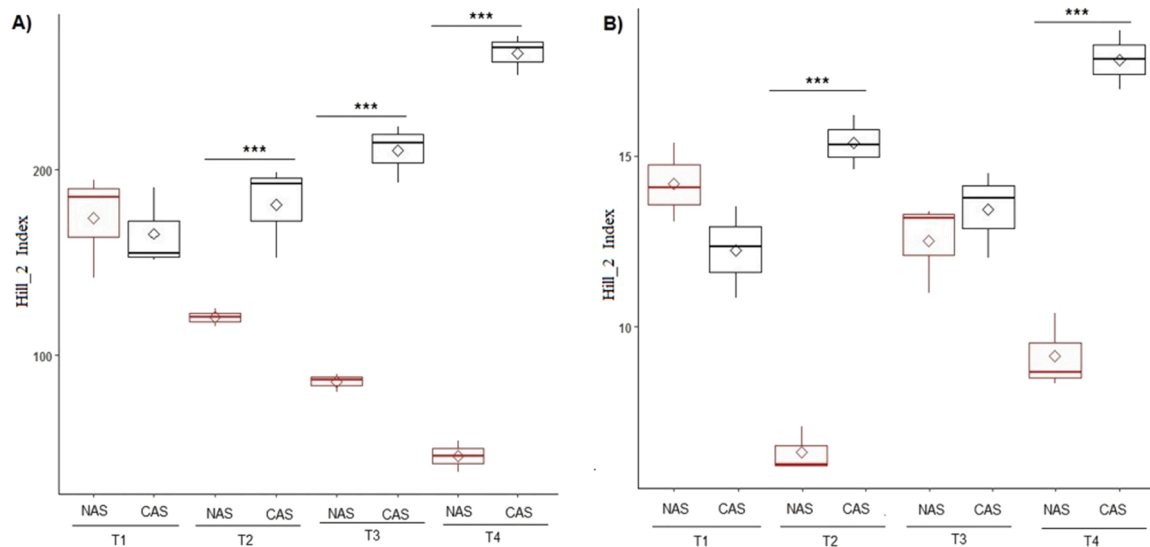 A)
***
***
***
***
200
100
Hill_2 Index
NAS CAS NAS CAS NAS CAS NAS CAS
T1 T2 T3 T4
B)
***
***
15
10
Hill_2 Index
NAS CAS NAS CAS NAS CAS NAS CAS
T1 T2 T3 T4